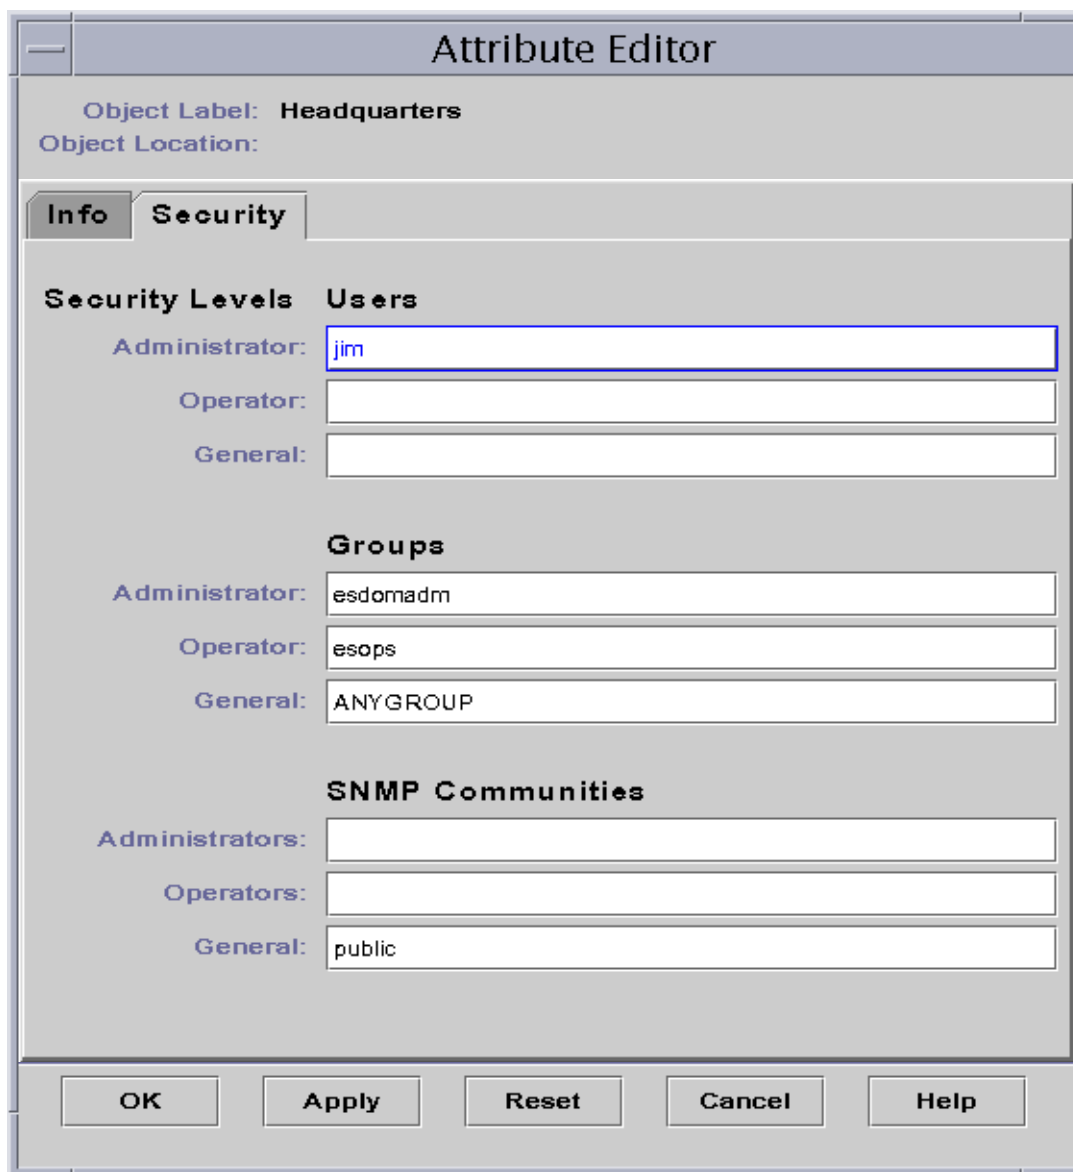 Attribute Editor
Object Label: Headquarters
Object Location:
Info Security
Security Levels Users
Administrator: jim
Operator:
General:
Groups
Administrator: esdomadm
Operator: esops
General: ANYGROUP
SNMP Communities
Administrators:
Operators:
General: public
OK Apply Reset Cancel Help